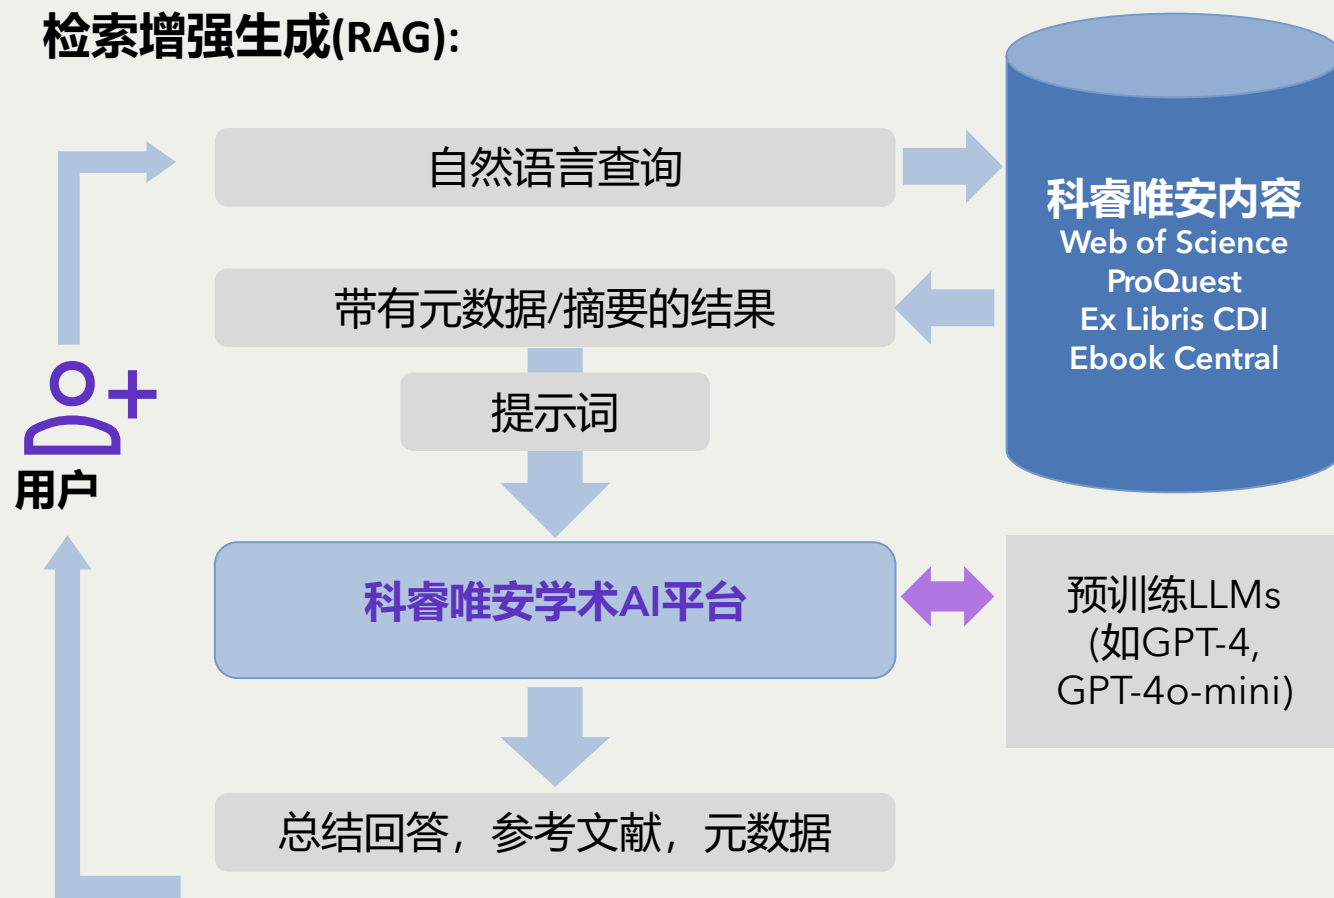 检索增强生成(RAG):
自然语言查询
带有元数据/摘要的结果
提示词
用户
科睿唯安内容
Web of Science
ProQuest
Ex Libris CDI
Ebook Central
科睿唯安学术AI平台
预训练LLMs
(如GPT-4,
GPT-4o-mini)
总结回答，参考文献，元数据